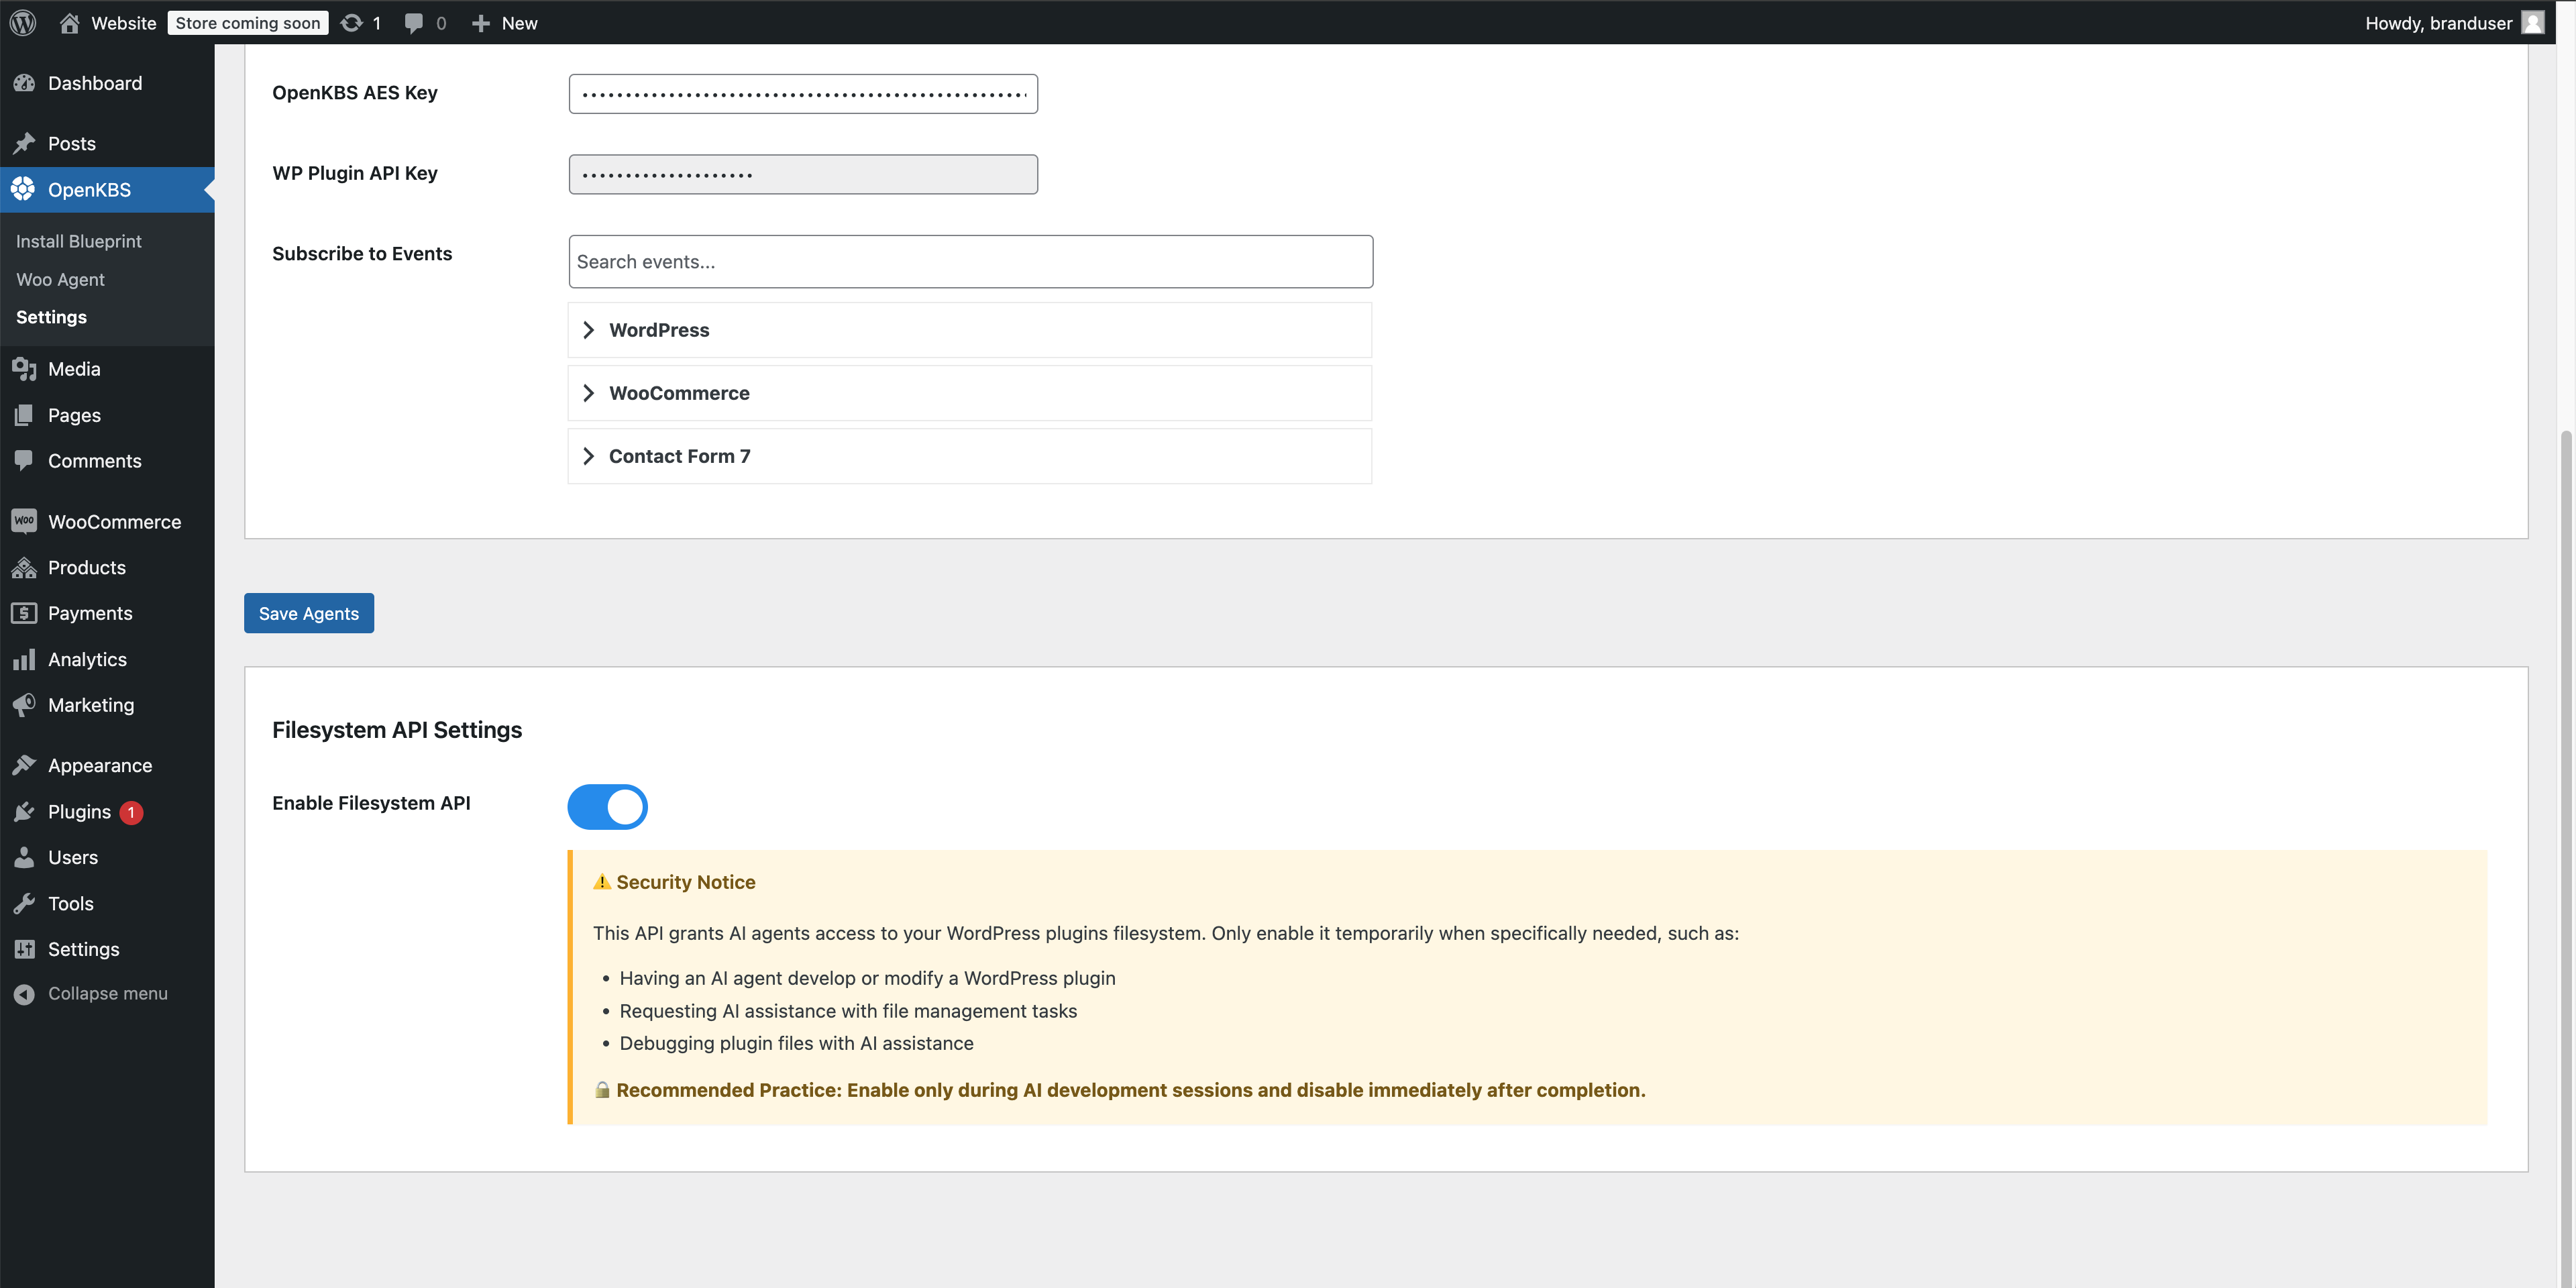 Website Store coming soon 1 0 New Howdy, branduser
Dashboard
Posts
OpenKBS
Install Blueprint
Woo Agent
Settings
Media
Pages
Comments
Woo WooCommerce
Products
Payments
Analytics
Marketing
Appearance
Plugins 1
Users
Tools
Settings
Collapse menu
OpenKBS AES Key
WP Plugin API Key
Subscribe to Events
Search events...
WordPress
WooCommerce
Contact Form 7
Save Agents
Filesystem API Settings
Enable Filesystem API
⚠️ Security Notice
This API grants AI agents access to your WordPress plugins filesystem. Only enable it temporarily when specifically needed, such as:
• Having an AI agent develop or modify a WordPress plugin
• Requesting AI assistance with file management tasks
• Debugging plugin files with AI assistance
🔒 Recommended Practice: Enable only during AI development sessions and disable immediately after completion.